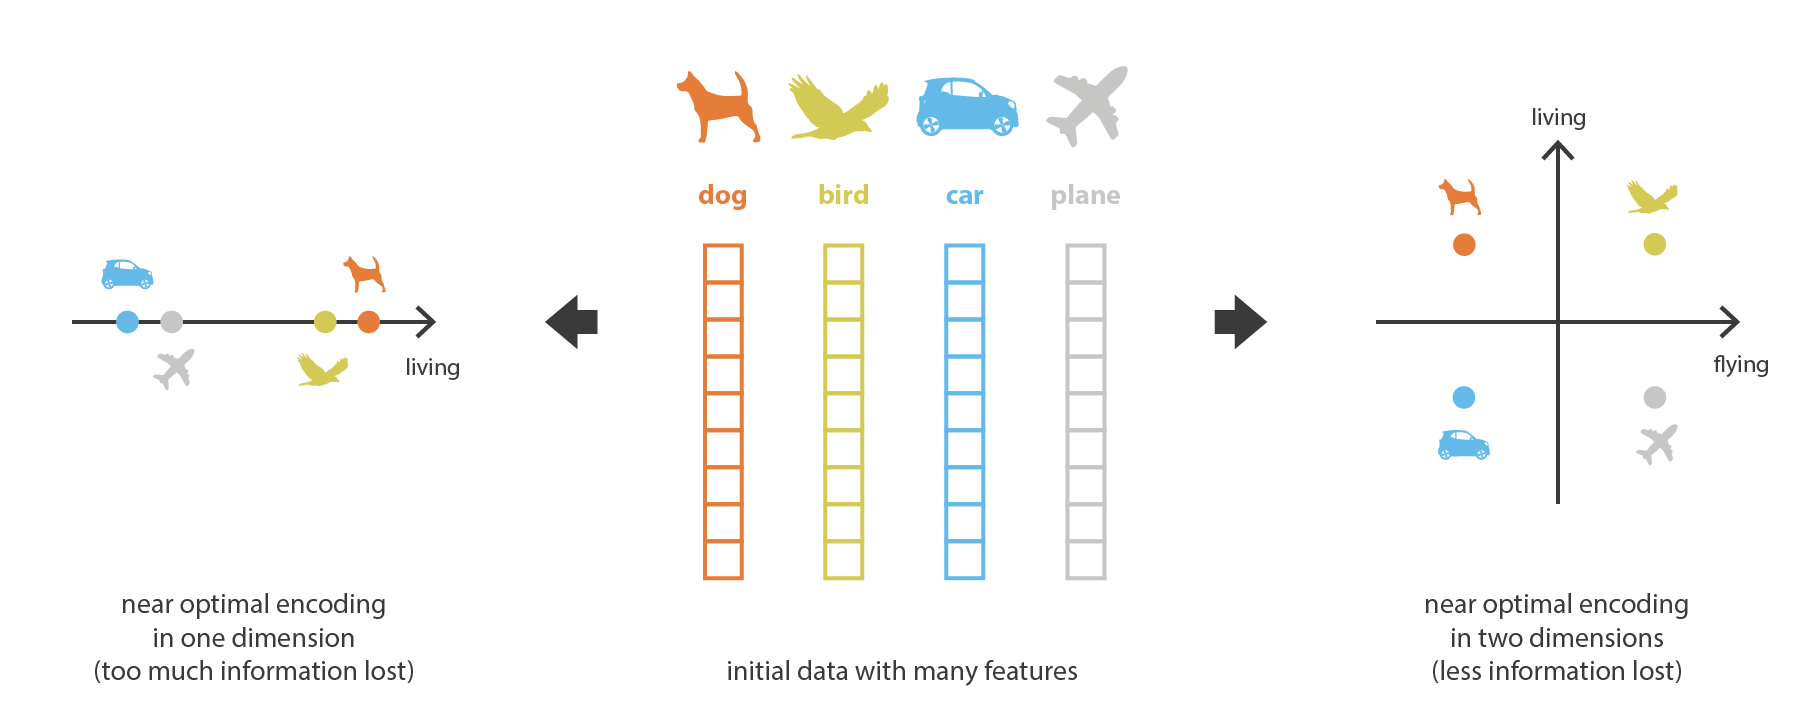 dog bird car plane
living
near optimal encoding
in one dimension
(too much information lost)
initial data with many features
living
flying
near optimal encoding
in two dimensions
(less information lost)